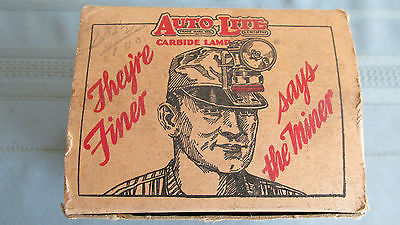 AUTO LITE
CARBIDE LAMP
They're
Finer
says
the Miner